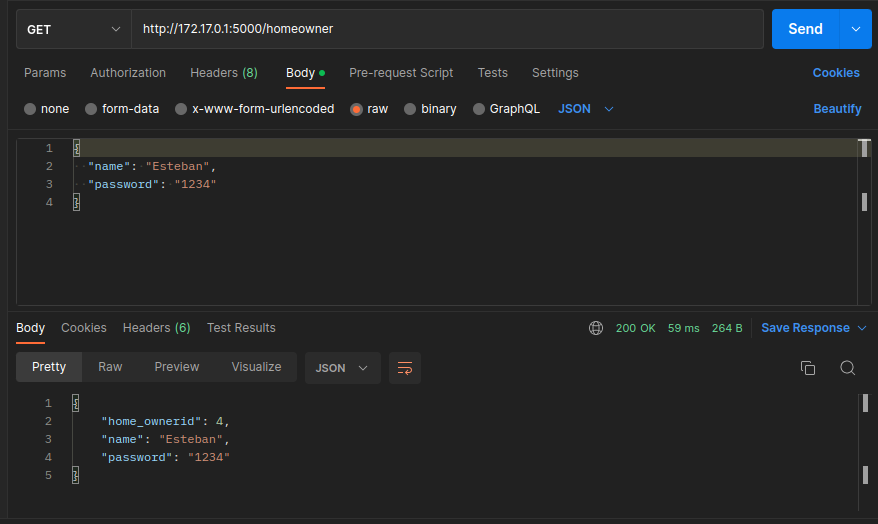 GET http://172.17.0.1:5000/homeowner Send
Params Authorization Headers (8) Body Pre-request Script Tests Settings Cookies
none form-data x-www-form-urlencoded raw binary GraphQL JSON Beautify
1 {
2 "name": "Esteban",
3 "password": "1234"
4 }
Body Cookies Headers (6) Test Results 200 OK 59 ms 264 B Save Response
Pretty Raw Preview Visualize JSON
1 {
2 "home_ownerid": 4,
3 "name": "Esteban",
4 "password": "1234"
5 }